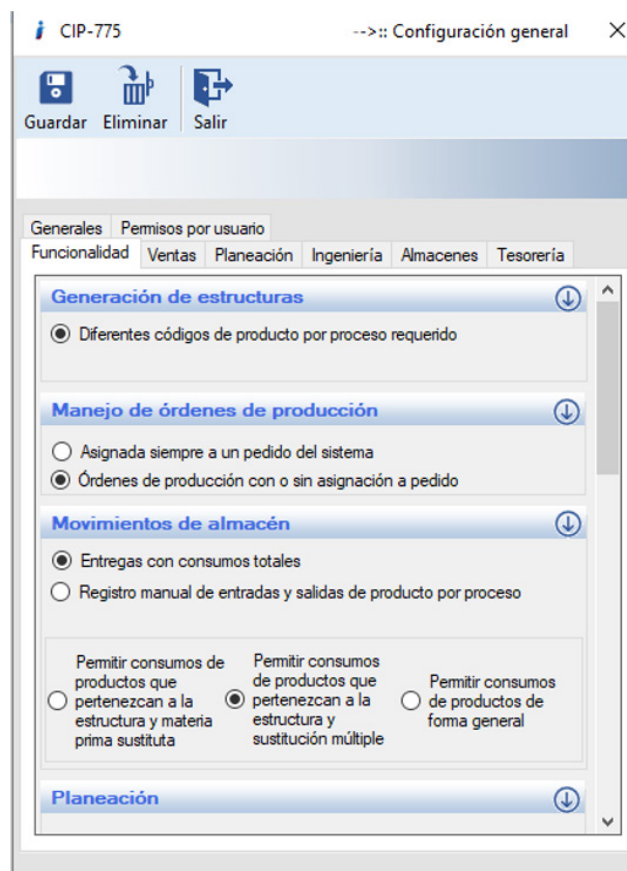 CIP-775 -->:: Configuración general
Guardar Eliminar Salir
Generales Permisos por usuario
Funcionalidad Ventas Planeación Ingeniería Almacenes Tesorería
Generación de estructuras
Diferentes códigos de producto por proceso requerido
Manejo de órdenes de producción
Asignada siempre a un pedido del sistema
Órdenes de producción con o sin asignación a pedido
Movimientos de almacén
Entregas con consumos totales
Registro manual de entradas y salidas de producto por proceso
Permitir consumos de
productos que
pertenezcan a la
estructura y materia
prima sustituta
Permitir consumos
de productos que
pertenezcan a la
estructura y
sustitución múltiple
Permitir consumos
de productos de
forma general
Planeación